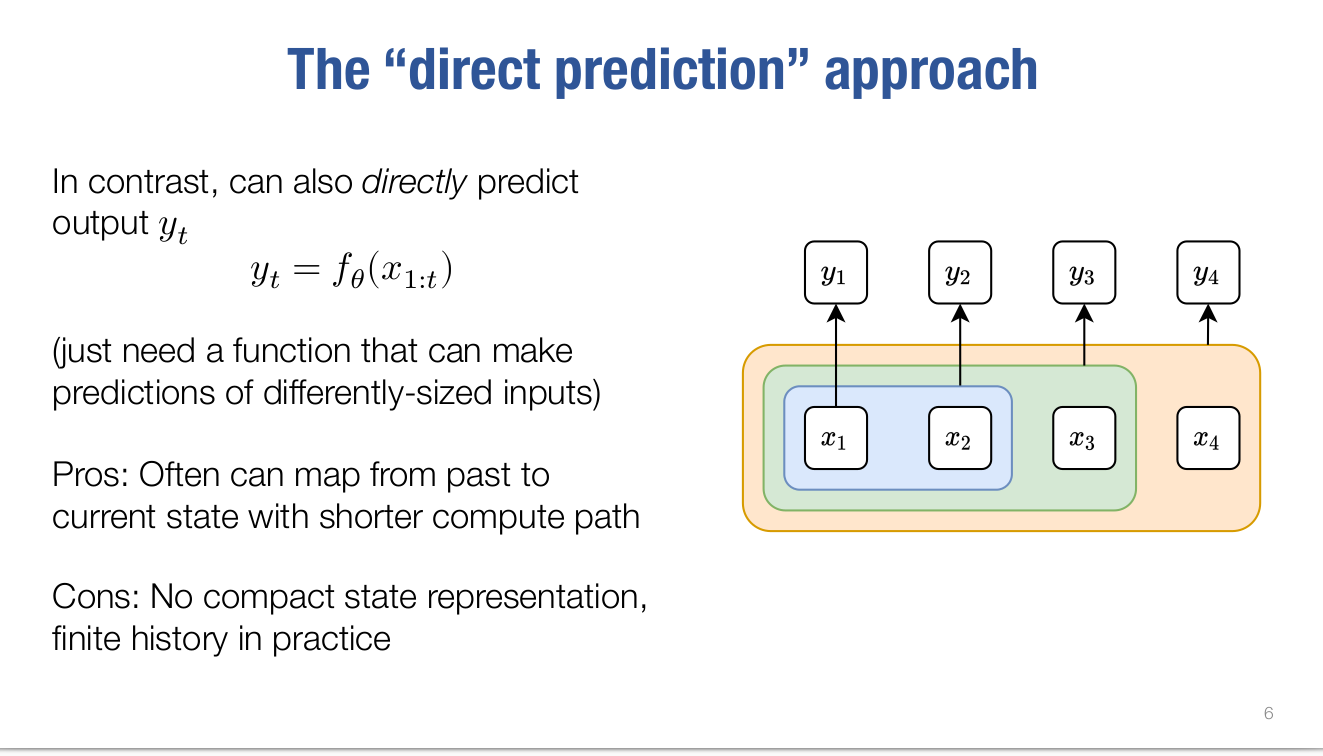 The “direct prediction” approach
In contrast, can also directly predict
output y_t
y_t = f_θ(x_{1:t})
(just need a function that can make
predictions of differently-sized inputs)
Pros: Often can map from past to
current state with shorter compute path
Cons: No compact state representation,
finite history in practice
y_1 y_2 y_3 y_4
x_1 x_2 x_3 x_4
6